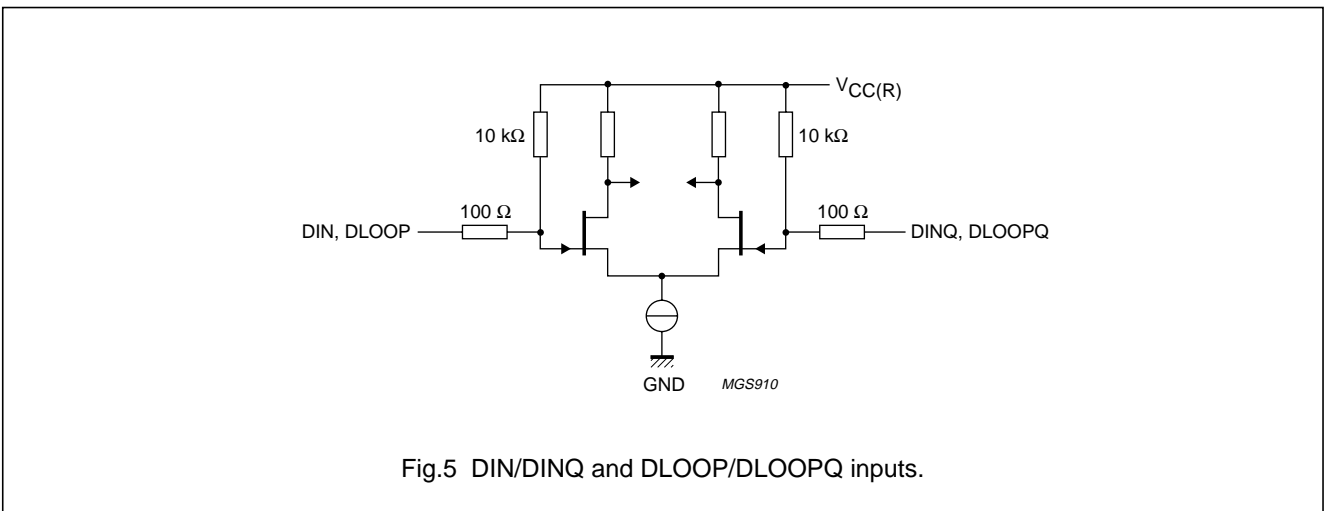 VCC(R)
10 kΩ 10 kΩ
100 Ω 100 Ω
DIN, DLOOP DINQ, DLOOPQ
GND MGS910
Fig.5 DIN/DINQ and DLOOP/DLOOPQ inputs.